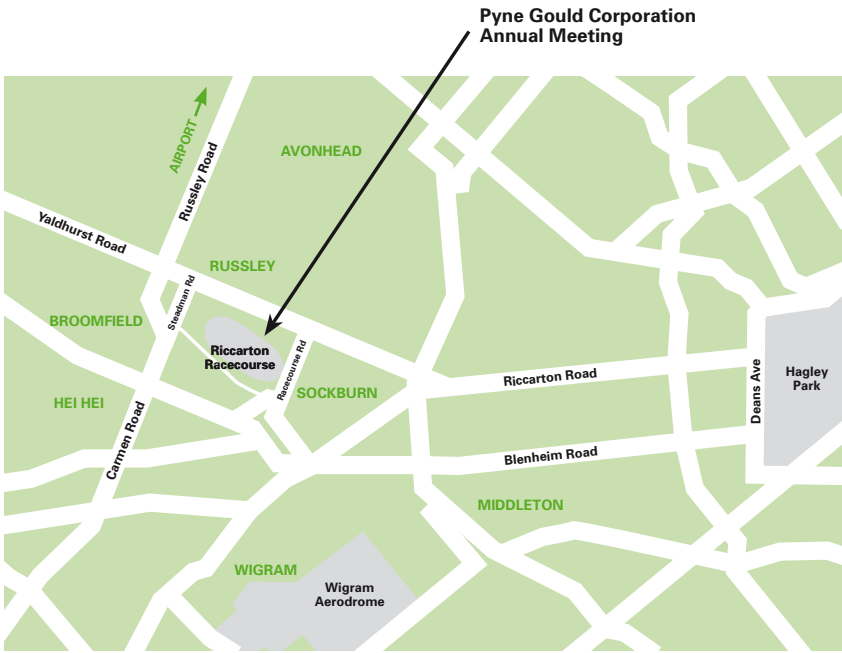 Pyne Gould Corporation
Annual Meeting
AIRPORT
AVONHEAD
Russley Road
Yaldhurst Road
RUSSLEY
Steadman Rd
BROOMFIELD
Riccarton
Racecourse
Racecourse Rd
SOCKBURN
Riccarton Road
Deans Ave
Hagley
Park
HEI HEI
Carmen Road
Blenheim Road
MIDDLETON
WIGRAM
Wigram
Aerodrome